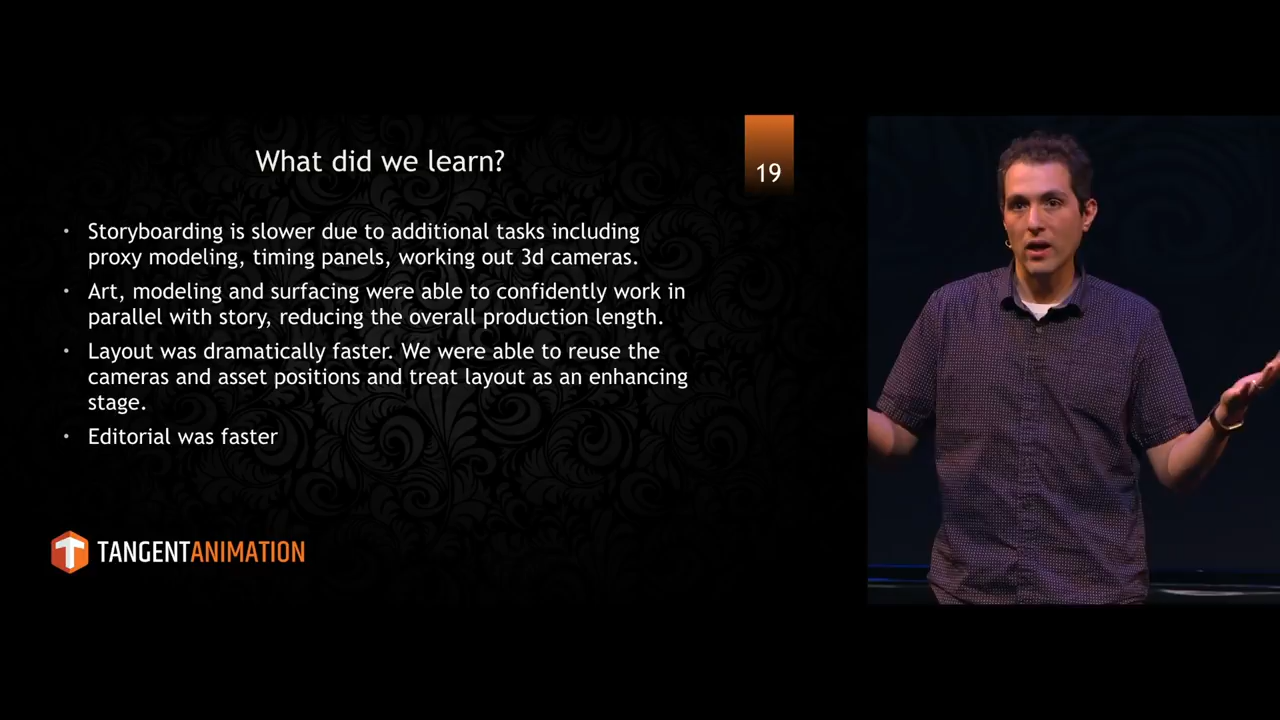 What did we learn?
19
• Storyboarding is slower due to additional tasks including
proxy modeling, timing panels, working out 3d cameras.
• Art, modeling and surfacing were able to confidently work in
parallel with story, reducing the overall production length.
• Layout was dramatically faster. We were able to reuse the
cameras and asset positions and treat layout as an enhancing
stage.
• Editorial was faster
TANGENTANIMATION